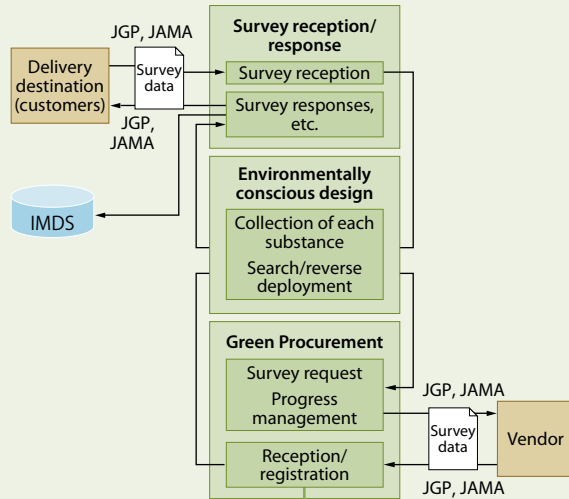 JGP, JAMA
Delivery
destination
(customers)
Survey
data
JGP,
JAMA
IMDS
Survey reception/
response
Survey reception
Survey responses,
etc.
Environmentally
conscious design
Collection of each
substance
Search/reverse
deployment
Green Procurement
Survey request
Progress
management
Reception/
registration
JGP, JAMA
Survey
data
Vendor
JGP, JAMA